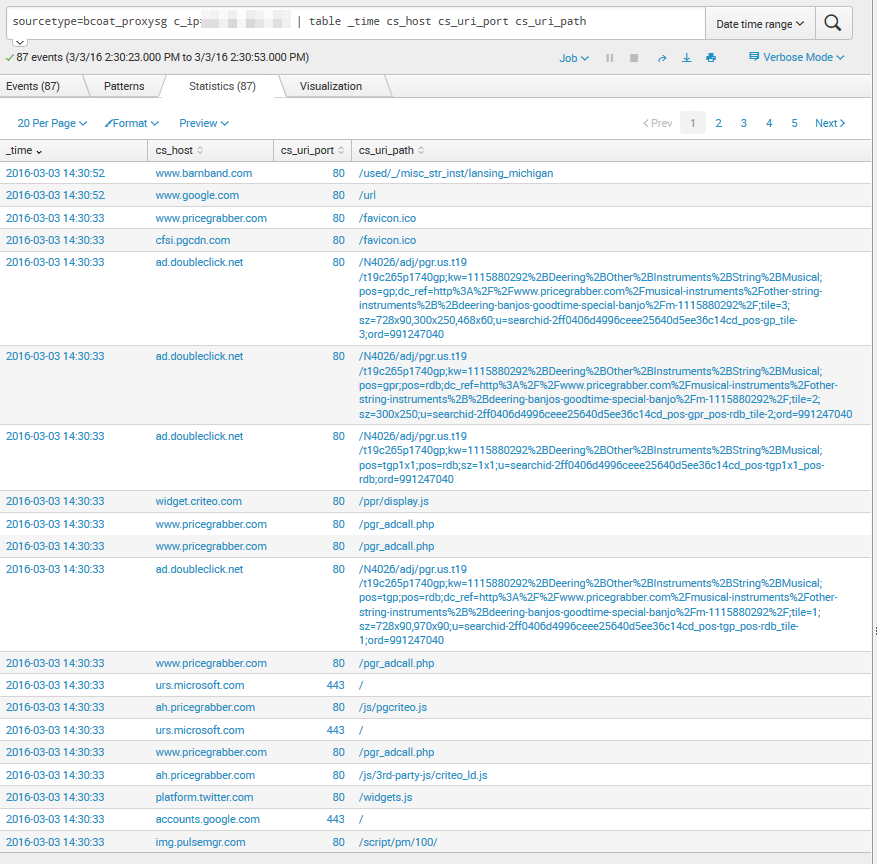 sourcetype=bcoat_proxysg c_ip= | table _time cs_host cs_uri_port cs_uri_path
Date time range
87 events (3/3/16 2:30:23.000 PM to 3/3/16 2:30:53.000 PM)
Job
Verbose Mode
Events (87) Patterns Statistics (87) Visualization
20 Per Page Format Preview
Prev 1 2 3 4 5 Next
_time cs_host cs_uri_port cs_uri_path
2016-03-03 14:30:52 www.barnband.com 80 /used/_/misc_str_inst/lansing_michigan
2016-03-03 14:30:52 www.google.com 80 /url
2016-03-03 14:30:33 www.pricegrabber.com 80 /favicon.ico
2016-03-03 14:30:33 cfsi.pgcdn.com 80 /favicon.ico
2016-03-03 14:30:33 ad.doubleclick.net 80 /N4026/adj/pgr.us.t19
/t19c265p1740gp;kw=1115880292%2BDeering%2BOther%2BInstruments%2BString%2BMusical;
pos=gp;dc_ref=http%3A%2F%2Fwww.pricegrabber.com%2Fmusical-instruments%2Fother-string-
instruments%2B%2Bdeering-banjos-goodtime-special-banjo%2Fm-1115880292%2F;tile=3;
sz=728x90,300x250,468x60;u=searchid-2ff0406d4996ceee25640d5ee36c14cd_pos-gp_tile-
3;ord=991247040
2016-03-03 14:30:33 ad.doubleclick.net 80 /N4026/adj/pgr.us.t19
/t19c265p1740gp;kw=1115880292%2BDeering%2BOther%2BInstruments%2BString%2BMusical;
pos=gpr;pos=rdb;dc_ref=http%3A%2F%2Fwww.pricegrabber.com%2Fmusical-instruments%2Fother-
string-instruments%2B%2Bdeering-banjos-goodtime-special-banjo%2Fm-1115880292%2F;tile=2;
sz=300x250;u=searchid-2ff0406d4996ceee25640d5ee36c14cd_pos-gpr_pos-rdb_tile-2;ord=991247040
2016-03-03 14:30:33 ad.doubleclick.net 80 /N4026/adj/pgr.us.t19
/t19c265p1740gp;kw=1115880292%2BDeering%2BOther%2BInstruments%2BString%2BMusical;
pos=tgp1x1;pos=rdb;sz=1x1;u=searchid-2ff0406d4996ceee25640d5ee36c14cd_pos-tgp1x1_pos-
rdb;ord=991247040
2016-03-03 14:30:33 widget.criteo.com 80 /ppr/display.js
2016-03-03 14:30:33 www.pricegrabber.com 80 /pgr_adcall.php
2016-03-03 14:30:33 www.pricegrabber.com 80 /pgr_adcall.php
2016-03-03 14:30:33 ad.doubleclick.net 80 /N4026/adj/pgr.us.t19
/t19c265p1740gp;kw=1115880292%2BDeering%2BOther%2BInstruments%2BString%2BMusical;
pos=tgp;pos=rdb;dc_ref=http%3A%2F%2Fwww.pricegrabber.com%2Fmusical-instruments%2Fother-
string-instruments%2B%2Bdeering-banjos-goodtime-special-banjo%2Fm-1115880292%2F;tile=1;
sz=728x90,970x90;u=searchid-2ff0406d4996ceee25640d5ee36c14cd_pos-tgp_pos-rdb_tile-
1;ord=991247040
2016-03-03 14:30:33 www.pricegrabber.com 80 /pgr_adcall.php
2016-03-03 14:30:33 urs.microsoft.com 443 /
2016-03-03 14:30:33 ah.pricegrabber.com 80 /js/pgcriteo.js
2016-03-03 14:30:33 urs.microsoft.com 443 /
2016-03-03 14:30:33 www.pricegrabber.com 80 /pgr_adcall.php
2016-03-03 14:30:33 ah.pricegrabber.com 80 /js/3rd-party-js/criteo_ld.js
2016-03-03 14:30:33 platform.twitter.com 80 /widgets.js
2016-03-03 14:30:33 accounts.google.com 443 /
2016-03-03 14:30:33 img.pulsemgr.com 80 /script/pm/100/